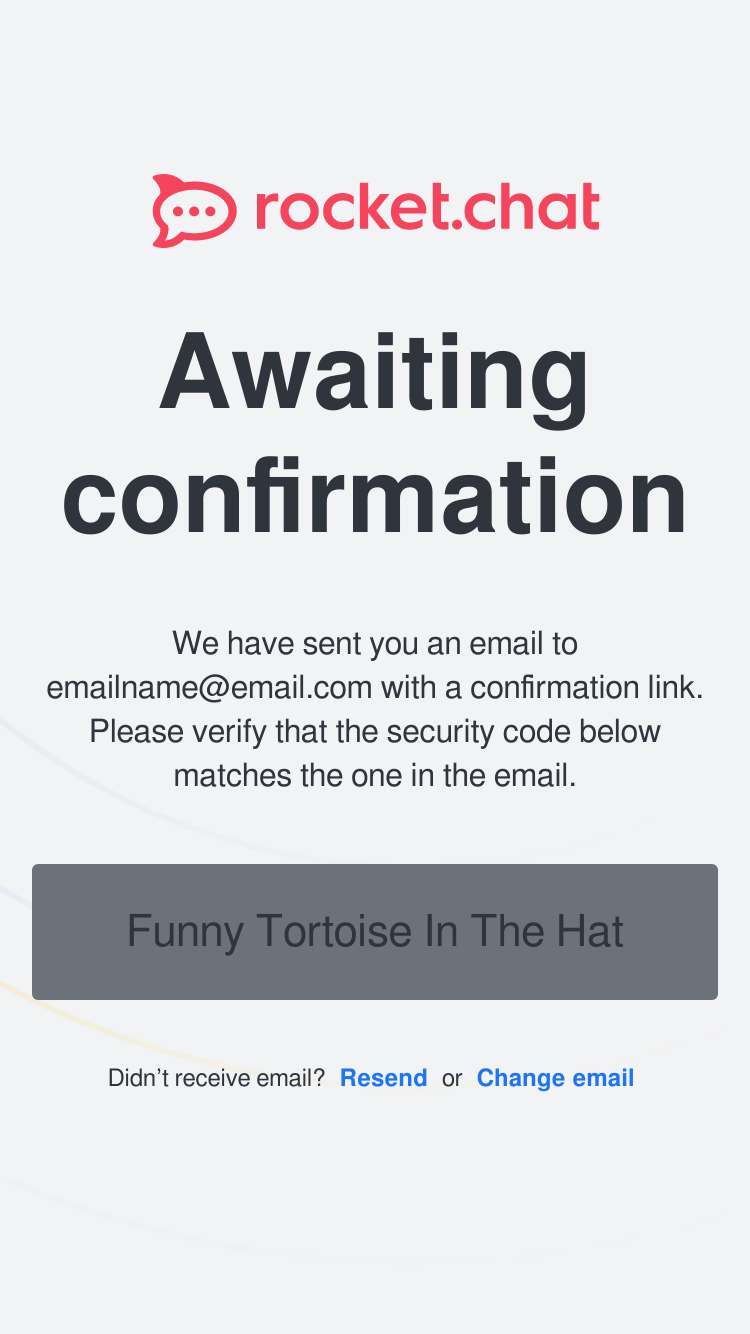 rocket.chat
Awaiting
confirmation
We have sent you an email to
emailname@email.com with a confirmation link.
Please verify that the security code below
matches the one in the email.
Funny Tortoise In The Hat
Didn’t receive email? Resend or Change email